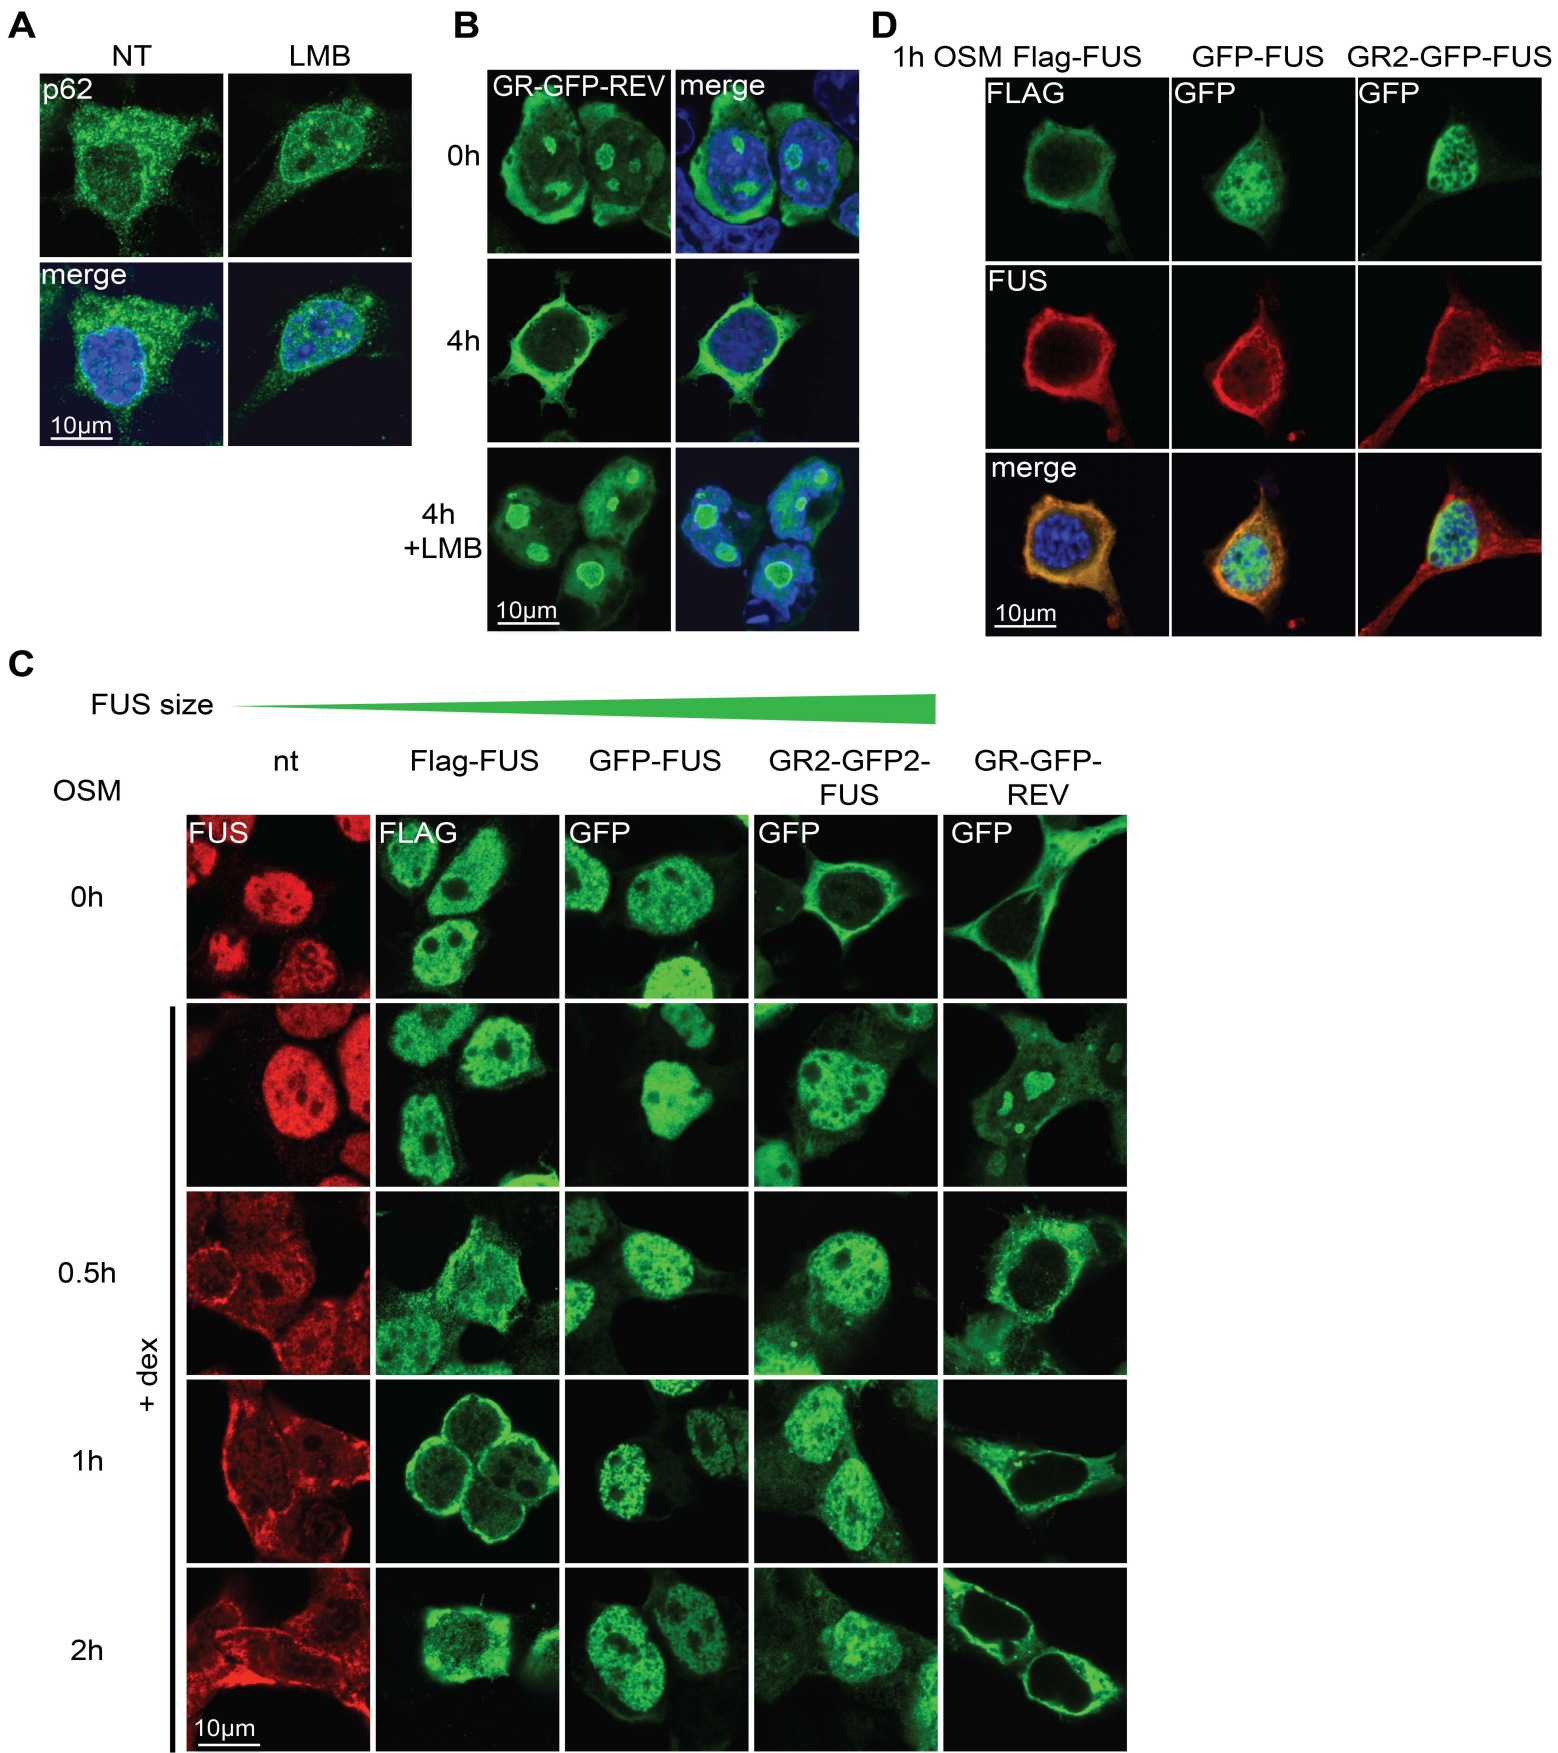 A
NT
LMB
p62
merge
10µm
B
GR-GFP-REV
merge
0h
4h
4h
+LMB
10µm
D
1h OSM Flag-FUS
GFP-FUS
GR2-GFP-FUS
FLAG
GFP
GFP
FUS
merge
10µm
C
FUS size
OSM
nt
Flag-FUS
GFP-FUS
GR2-GFP2-
FUS
GR-GFP-
REV
FUS
FLAG
GFP
GFP
GFP
0h
0.5h
+ dex
1h
2h
10µm